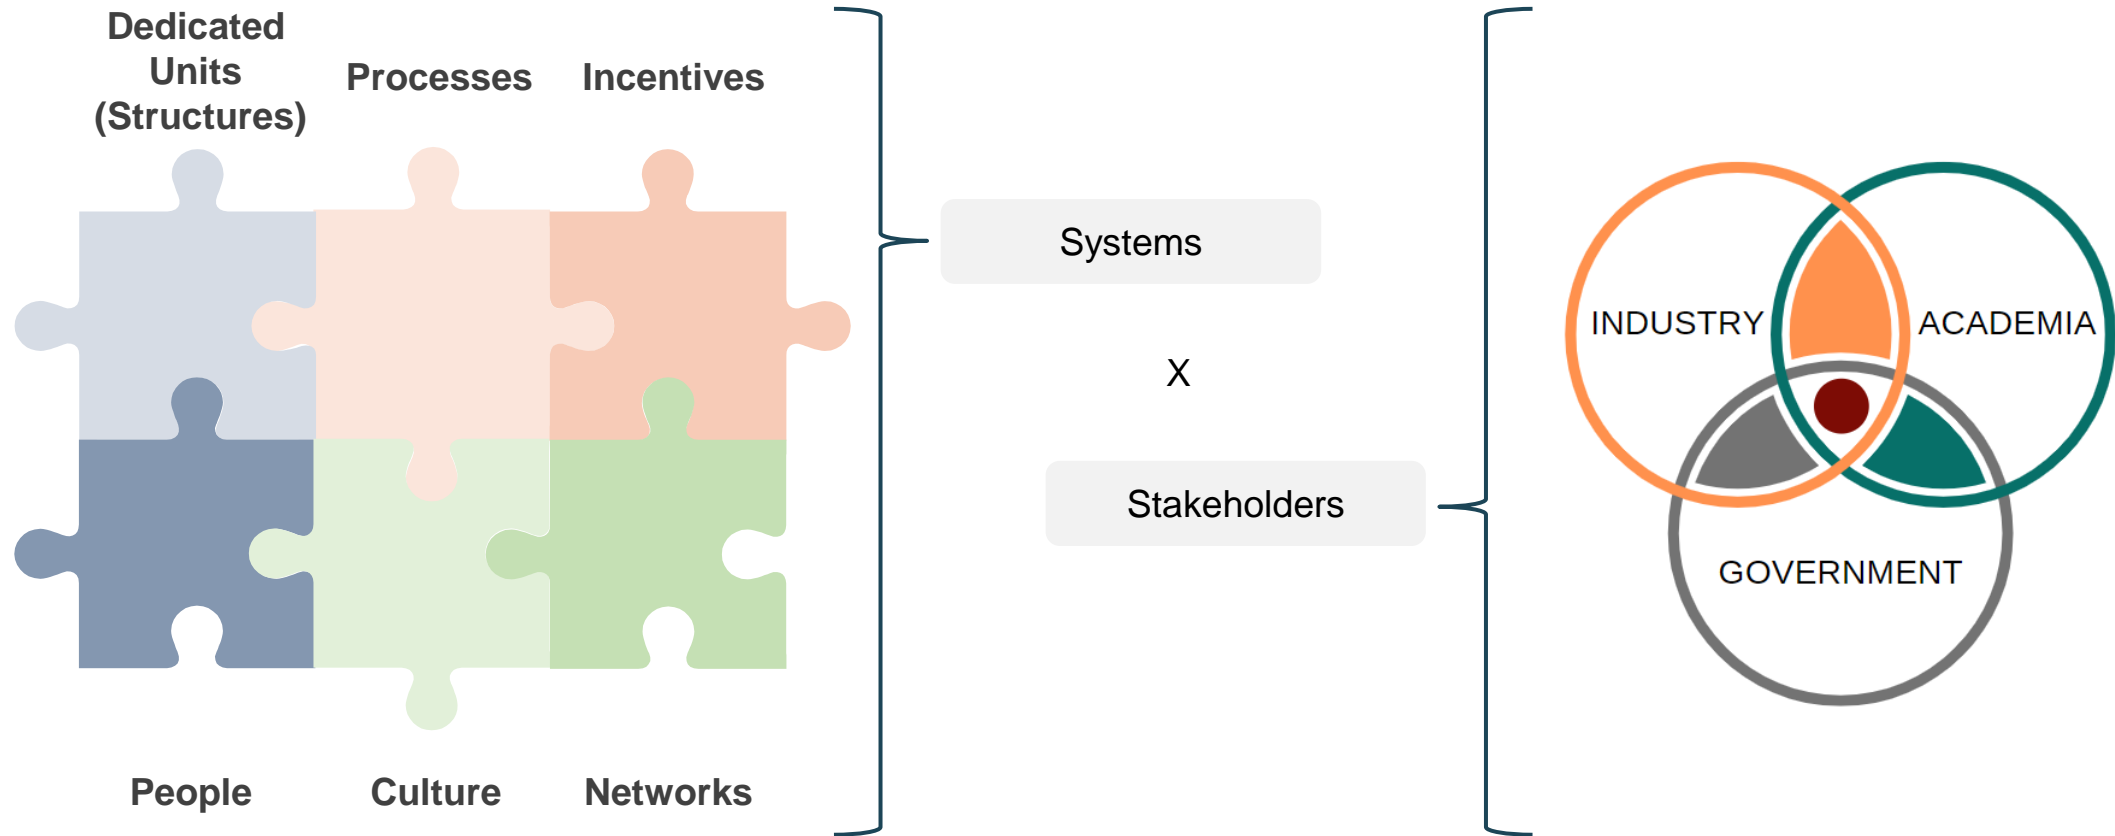 Dedicated
Units
(Structures)
Processes
Incentives
People
Culture
Networks
Systems
X
Stakeholders
INDUSTRY
ACADEMIA
GOVERNMENT